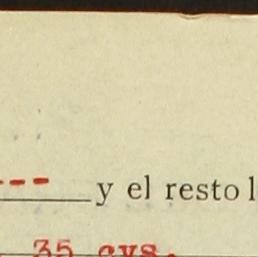 --- y el resto l
35 cvs.